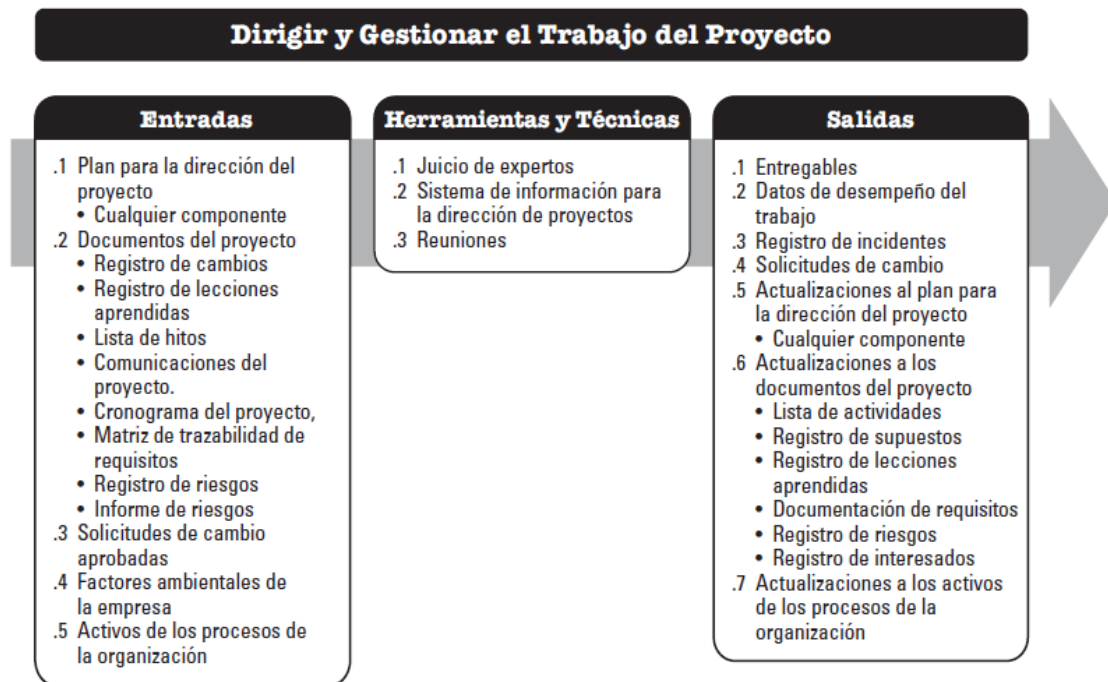 Dirigir y Gestionar el Trabajo del Proyecto
Entradas
.1 Plan para la dirección del
proyecto
• Cualquier componente
.2 Documentos del proyecto
• Registro de cambios
• Registro de lecciones
aprendidas
• Lista de hitos
• Comunicaciones del
proyecto.
• Cronograma del proyecto,
• Matriz de trazabilidad de
requisitos
• Registro de riesgos
• Informe de riesgos
.3 Solicitudes de cambio
aprobadas
.4 Factores ambientales de
la empresa
.5 Activos de los procesos de
la organización
Herramientas y Técnicas
.1 Juicio de expertos
.2 Sistema de información para
la dirección de proyectos
.3 Reuniones
Salidas
.1 Entregables
.2 Datos de desempeño del
trabajo
.3 Registro de incidentes
.4 Solicitudes de cambio
.5 Actualizaciones al plan para
la dirección del proyecto
• Cualquier componente
.6 Actualizaciones a los
documentos del proyecto
• Lista de actividades
• Registro de supuestos
• Registro de lecciones
aprendidas
• Documentación de requisitos
• Registro de riesgos
• Registro de interesados
.7 Actualizaciones a los activos
de los procesos de la
organización